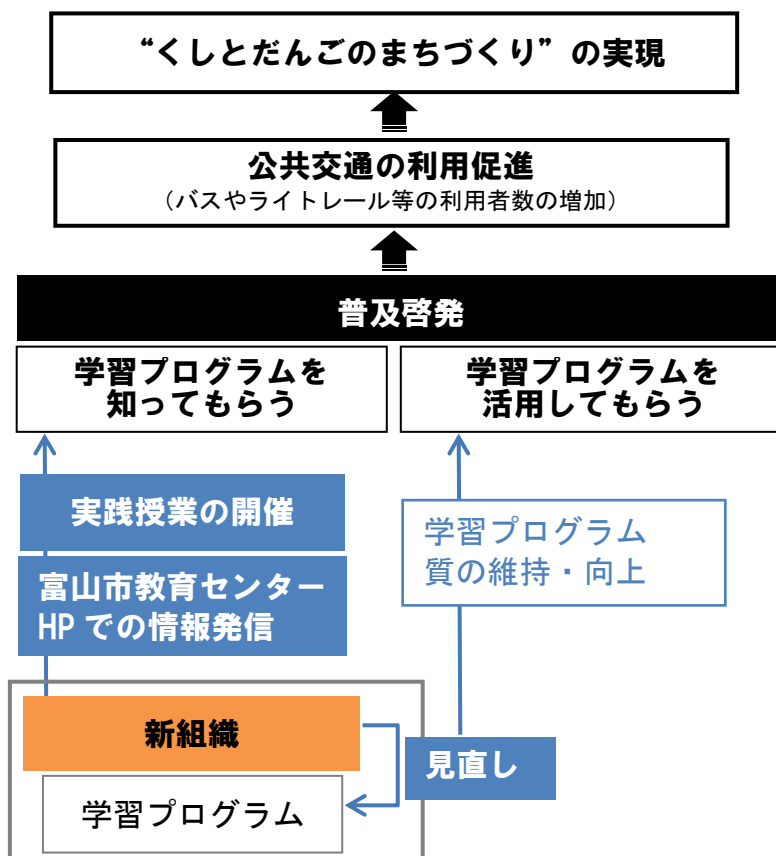 “くしとだんごのまちづくり”の実現
公共交通の利用促進
（バスやライトレール等の利用者数の増加）
普及啓発
学習プログラムを
知ってもらう
学習プログラムを
活用してもらう
実践授業の開催
富山市教育センター
HP での情報発信
学習プログラム
質の維持・向上
新組織
見直し
学習プログラム